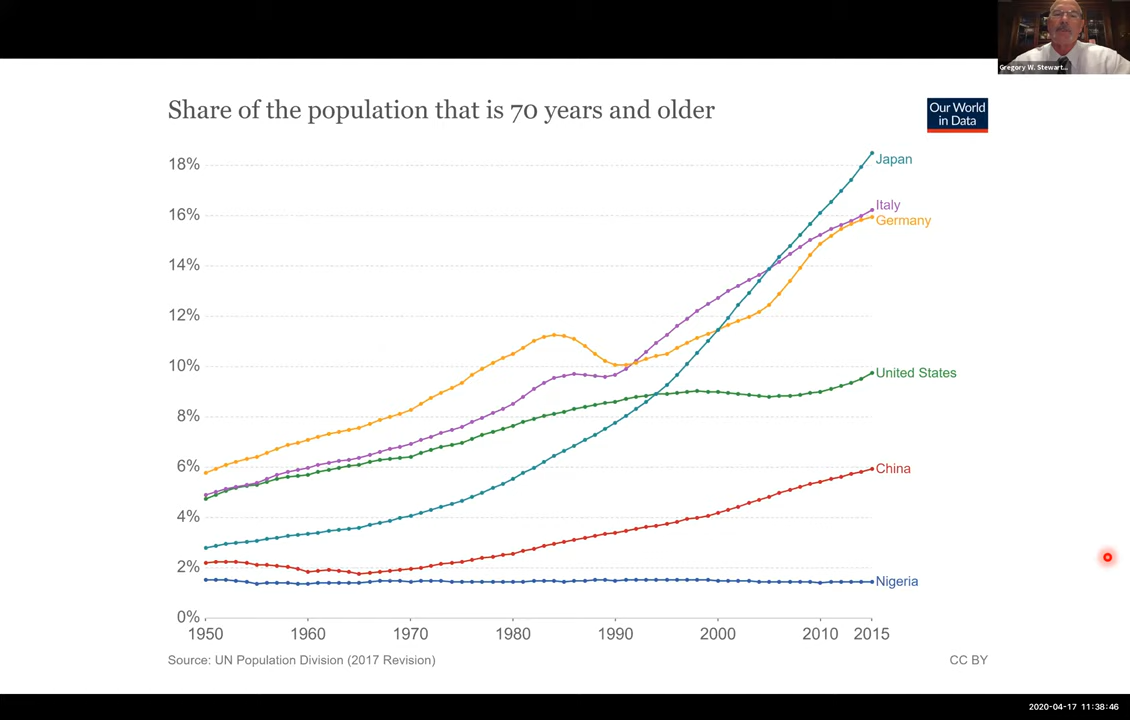 Gregory W. Stewart...
Share of the population that is 70 years and older
Our World
in Data
18%
16%
14%
12%
10%
8%
6%
4%
2%
0%
Japan
Italy
Germany
United States
China
Nigeria
1950 1960 1970 1980 1990 2000 2010 2015
Source: UN Population Division (2017 Revision)
CC BY
2020-04-17 11:38:46